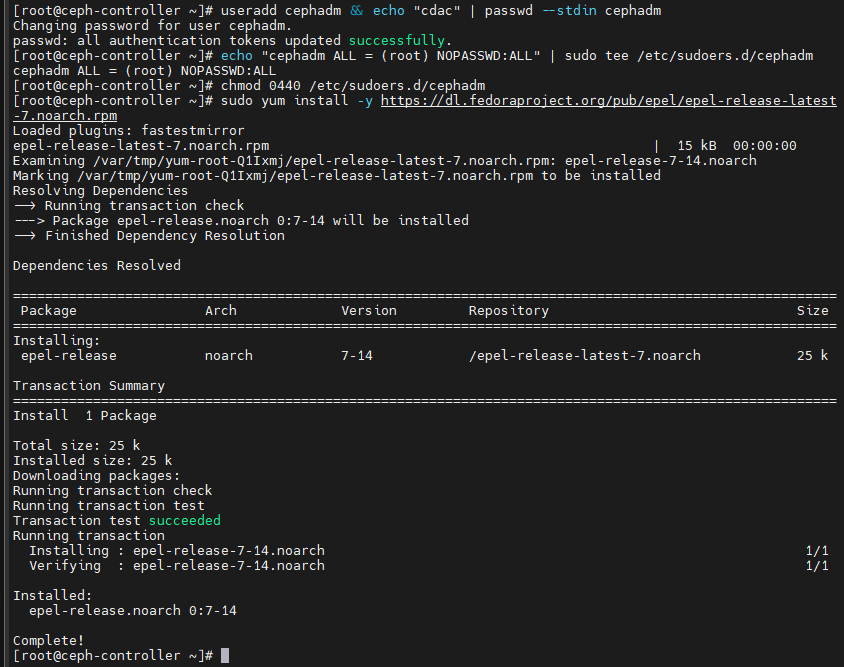 [root@ceph-controller ~]# useradd cephadm && echo "cdac" | passwd --stdin cephadm
Changing password for user cephadm.
passwd: all authentication tokens updated successfully.
[root@ceph-controller ~]# echo "cephadm ALL = (root) NOPASSWD:ALL" | sudo tee /etc/sudoers.d/cephadm
cephadm ALL = (root) NOPASSWD:ALL
[root@ceph-controller ~]# chmod 0440 /etc/sudoers.d/cephadm
[root@ceph-controller ~]# sudo yum install -y https://dl.fedoraproject.org/pub/epel/epel-release-latest
-7.noarch.rpm
Loaded plugins: fastestmirror
epel-release-latest-7.noarch.rpm | 15 kB 00:00:00
Examining /var/tmp/yum-root-Q1Ixmj/epel-release-latest-7.noarch.rpm: epel-release-7-14.noarch
Marking /var/tmp/yum-root-Q1Ixmj/epel-release-latest-7.noarch.rpm to be installed
Resolving Dependencies
--> Running transaction check
---> Package epel-release.noarch 0:7-14 will be installed
--> Finished Dependency Resolution
Dependencies Resolved
================================================================================
Package Arch Version Repository Size
================================================================================
Installing:
epel-release noarch 7-14 /epel-release-latest-7.noarch 25 k
Transaction Summary
================================================================================
Install 1 Package
Total size: 25 k
Installed size: 25 k
Downloading packages:
Running transaction check
Running transaction test
Transaction test succeeded
Running transaction
Installing : epel-release-7-14.noarch 1/1
Verifying : epel-release-7-14.noarch 1/1
Installed:
epel-release.noarch 0:7-14
Complete!
[root@ceph-controller ~]#